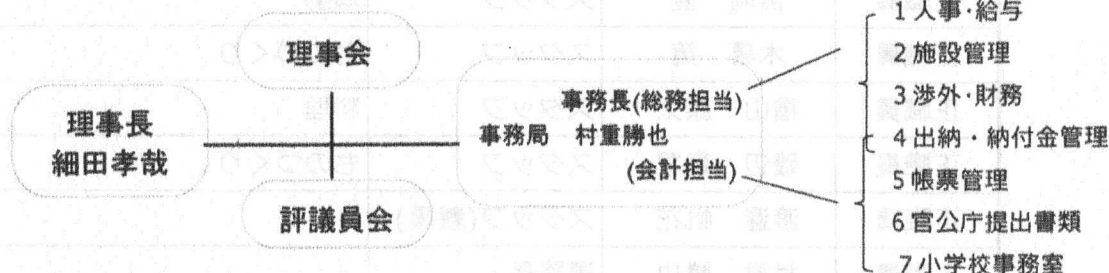 理事会
理事長
細田孝哉
評議員会
事務長(総務担当)
事務局 村重勝也
(会計担当)
1人事･給与
2施設管理
3渉外･財務
4出納・納付金管理
5帳票管理
6官公庁提出書類
7小学校事務室